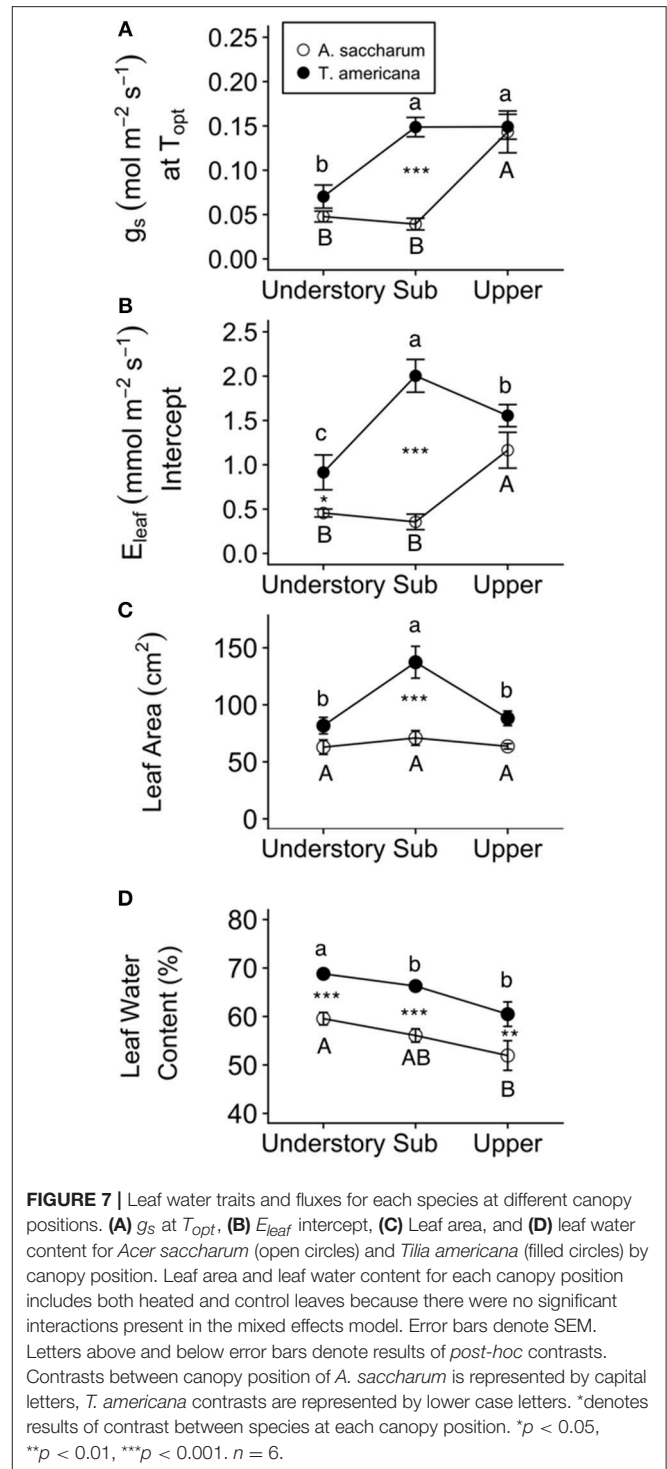 A
g_s (mol m⁻² s⁻¹)
at T_opt
0.25
0.20
0.15
0.10
0.05
0.00
○ A. saccharum
● T. americana
b
a
a
***
B
B
A
Understory Sub Upper
B
E_leaf (mmol m⁻² s⁻¹)
Intercept
2.5
2.0
1.5
1.0
0.5
0.0
c
a
b
*
***
B
B
A
Understory Sub Upper
C
Leaf Area (cm²)
150
100
50
0
b
a
b
***
A
A
A
Understory Sub Upper
D
Leaf Water
Content (%)
80
70
60
50
40
a
b
b
***
***
**
A
AB
B
Understory Sub Upper
FIGURE 7 | Leaf water traits and fluxes for each species at different canopy
positions. (A) g_s at T_opt, (B) E_leaf intercept, (C) Leaf area, and (D) leaf water
content for Acer saccharum (open circles) and Tilia americana (filled circles) by
canopy position. Leaf area and leaf water content for each canopy position
includes both heated and control leaves because there were no significant
interactions present in the mixed effects model. Error bars denote SEM.
Letters above and below error bars denote results of post-hoc contrasts.
Contrasts between canopy position of A. saccharum is represented by capital
letters, T. americana contrasts are represented by lower case letters. *denotes
results of contrast between species at each canopy position. *p < 0.05,
**p < 0.01, ***p < 0.001. n = 6.